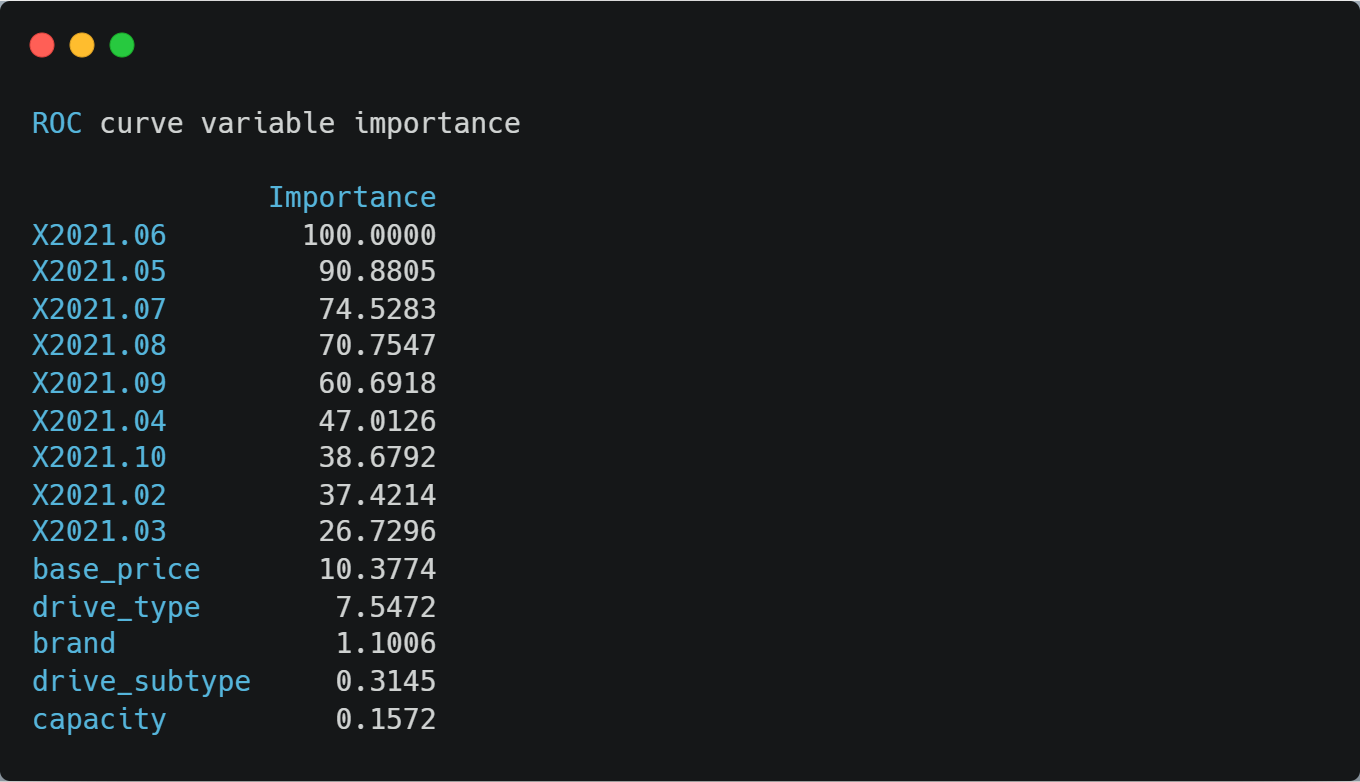 ROC curve variable importance
Importance
X2021.06 100.0000
X2021.05 90.8805
X2021.07 74.5283
X2021.08 70.7547
X2021.09 60.6918
X2021.04 47.0126
X2021.10 38.6792
X2021.02 37.4214
X2021.03 26.7296
base_price 10.3774
drive_type 7.5472
brand 1.1006
drive_subtype 0.3145
capacity 0.1572